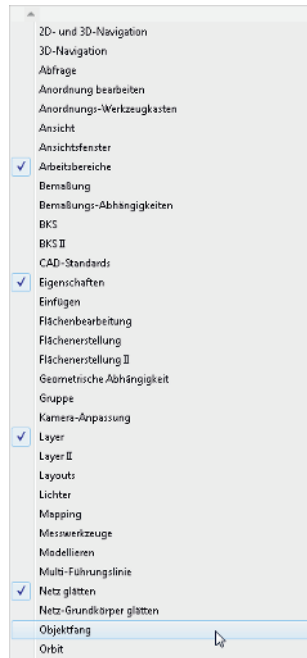 2D- und 3D-Navigation
3D-Navigation
Abfrage
Anordnung bearbeiten
Anordnungs-Werkzeugkasten
Ansicht
Ansichtsfenster
Arbeitsbereiche
Bemaßung
Bemaßungs-Abhängigkeiten
BKS
BKS II
CAD-Standards
Eigenschaften
Einfügen
Flächenbearbeitung
Flächenerstellung
Flächenerstellung II
Geometrische Abhängigkeit
Gruppe
Kamera-Anpassung
Layer
Layer II
Layouts
Lichter
Mapping
Messwerkzeuge
Modellieren
Multi-Führungslinie
Netz glätten
Netz-Grundkörper glätten
Objektfang
Orbit